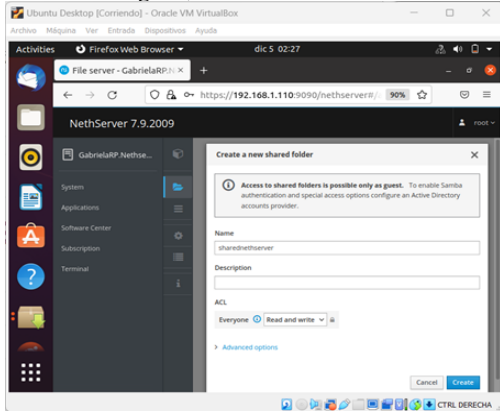 Ubuntu Desktop [Corriendo] - Oracle VM VirtualBox
Archivo Máquina Ver Entrada Dispositivos Ayuda
Activities Firefox Web Browser dic 5 02:27
File server - GabrielaRP.N
https://192.168.1.110:9090/nethserver#/ 90%
NethServer 7.9.2009 root
GabrielaRP.Nethse...
System
Applications
Software Center
Subscription
Terminal
Create a new shared folder
Access to shared folders is possible only as guest. To enable Samba
authentication and special access options configure an Active Directory
accounts provider.
Name
sharednethserver
Description
ACL
Everyone Read and write
Advanced options
Cancel Create
CTRL DERECHA